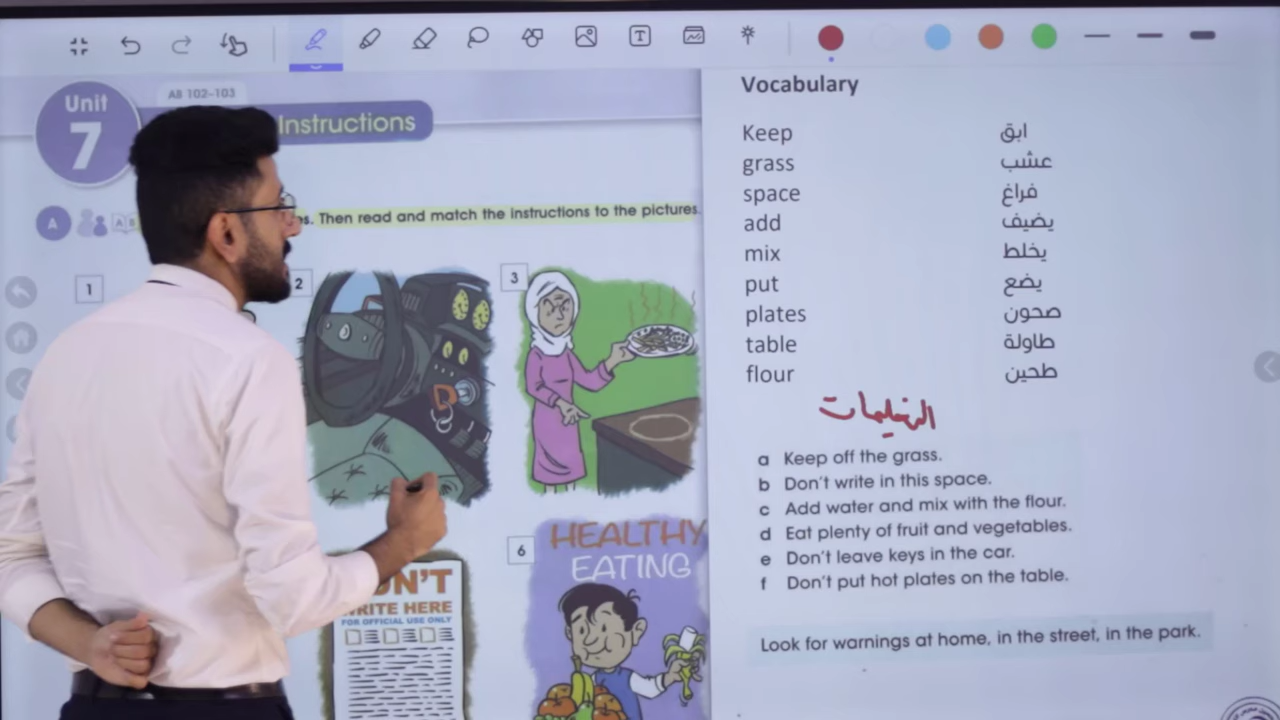 Unit
7
AB 102–103
Instructions
A
Then read and match the instructions to the pictures.
1
2
3
ON'T
WRITE HERE
FOR OFFICIAL USE ONLY
6
HEALTHY
EATING
Vocabulary
Keep ابق
grass عشب
space فراغ
add يضيف
mix يخلط
put يضع
plates صحون
table طاولة
flour طحين
التعليمات
a Keep off the grass.
b Don't write in this space.
c Add water and mix with the flour.
d Eat plenty of fruit and vegetables.
e Don't leave keys in the car.
f Don't put hot plates on the table.
Look for warnings at home, in the street, in the park.